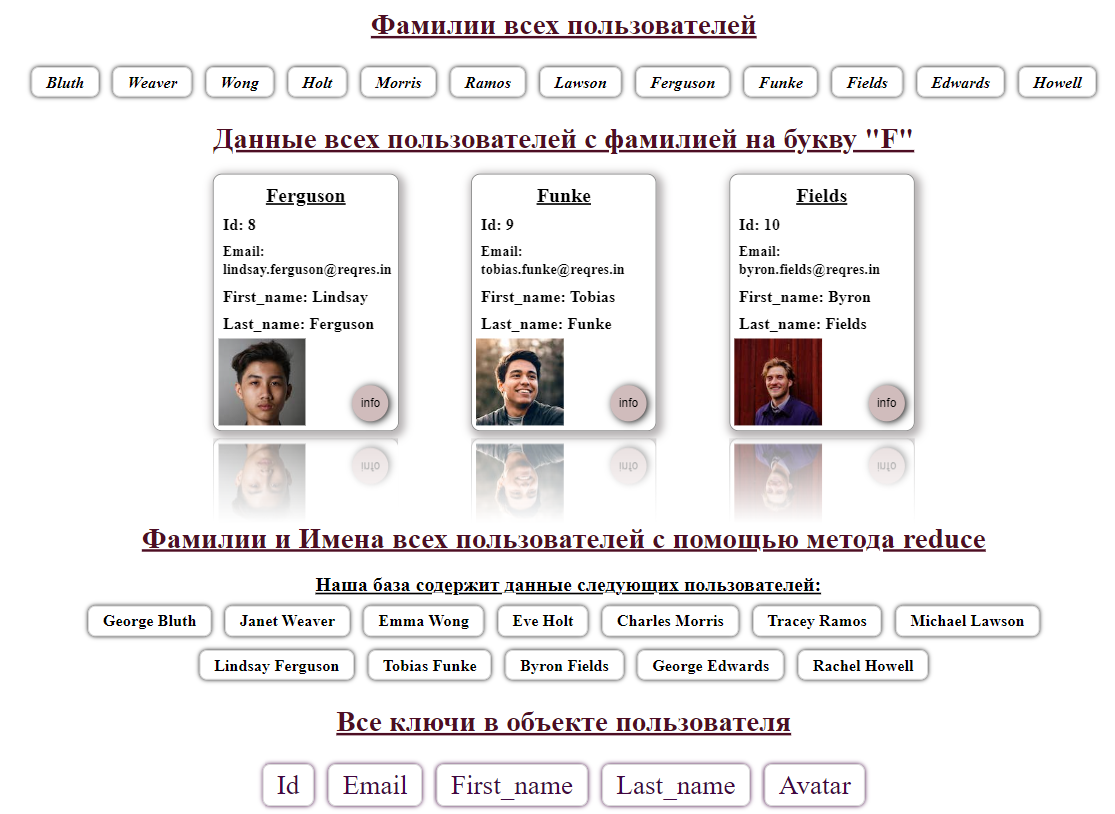 Фамилии всех пользователей
Bluth Weaver Wong Holt Morris Ramos Lawson Ferguson Funke Fields Edwards Howell
Данные всех пользователей с фамилией на букву "F"
Ferguson
Id: 8
Email:
lindsay.ferguson@reqres.in
First_name: Lindsay
Last_name: Ferguson
info
Funke
Id: 9
Email:
tobias.funke@reqres.in
First_name: Tobias
Last_name: Funke
info
Fields
Id: 10
Email:
byron.fields@reqres.in
First_name: Byron
Last_name: Fields
info
info
info
info
Фамилии и Имена всех пользователей с помощью метода reduce
Наша база содержит данные следующих пользователей:
George Bluth Janet Weaver Emma Wong Eve Holt Charles Morris Tracey Ramos Michael Lawson
Lindsay Ferguson Tobias Funke Byron Fields George Edwards Rachel Howell
Все ключи в объекте пользователя
Id Email First_name Last_name Avatar